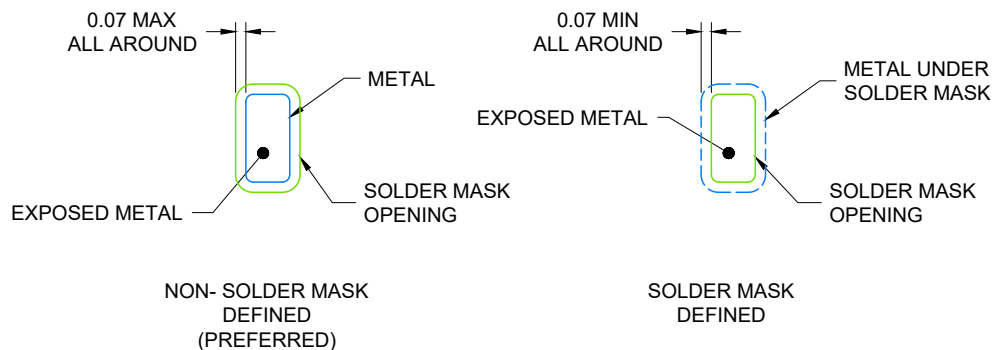 0.07 MAX
ALL AROUND
METAL
EXPOSED METAL
SOLDER MASK
OPENING
NON- SOLDER MASK
DEFINED
(PREFERRED)
0.07 MIN
ALL AROUND
METAL UNDER
SOLDER MASK
EXPOSED METAL
SOLDER MASK
OPENING
SOLDER MASK
DEFINED